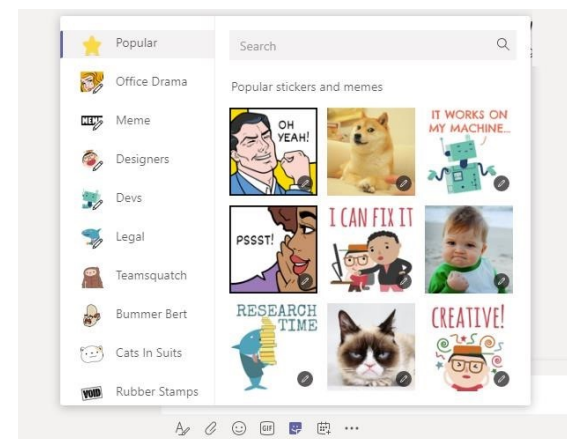 Popular
Office Drama
MEME
Meme
Designers
Devs
Legal
Teamsquatch
Bummer Bert
Cats In Suits
VOID
Rubber Stamps
Search
Popular stickers and memes
OH
YEAH!
IT WORKS ON
MY MACHINE...
PSSST!
I CAN FIX IT
RESEARCH
TIME
CREATIVE!
GIF